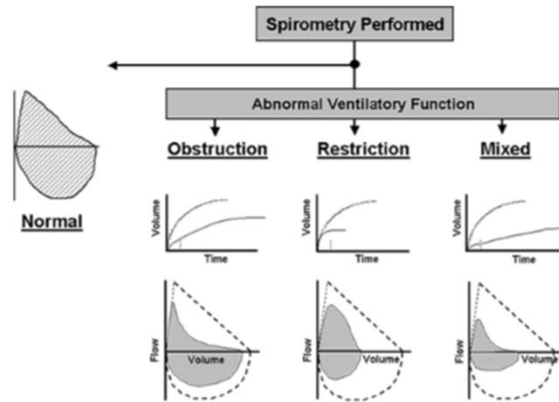 Spirometry Performed
Abnormal Ventilatory Function
Obstruction
Restriction
Mixed
Normal
Volume
Time
Volume
Time
Volume
Time
Flow
Volume
Flow
Volume
Flow
Volume